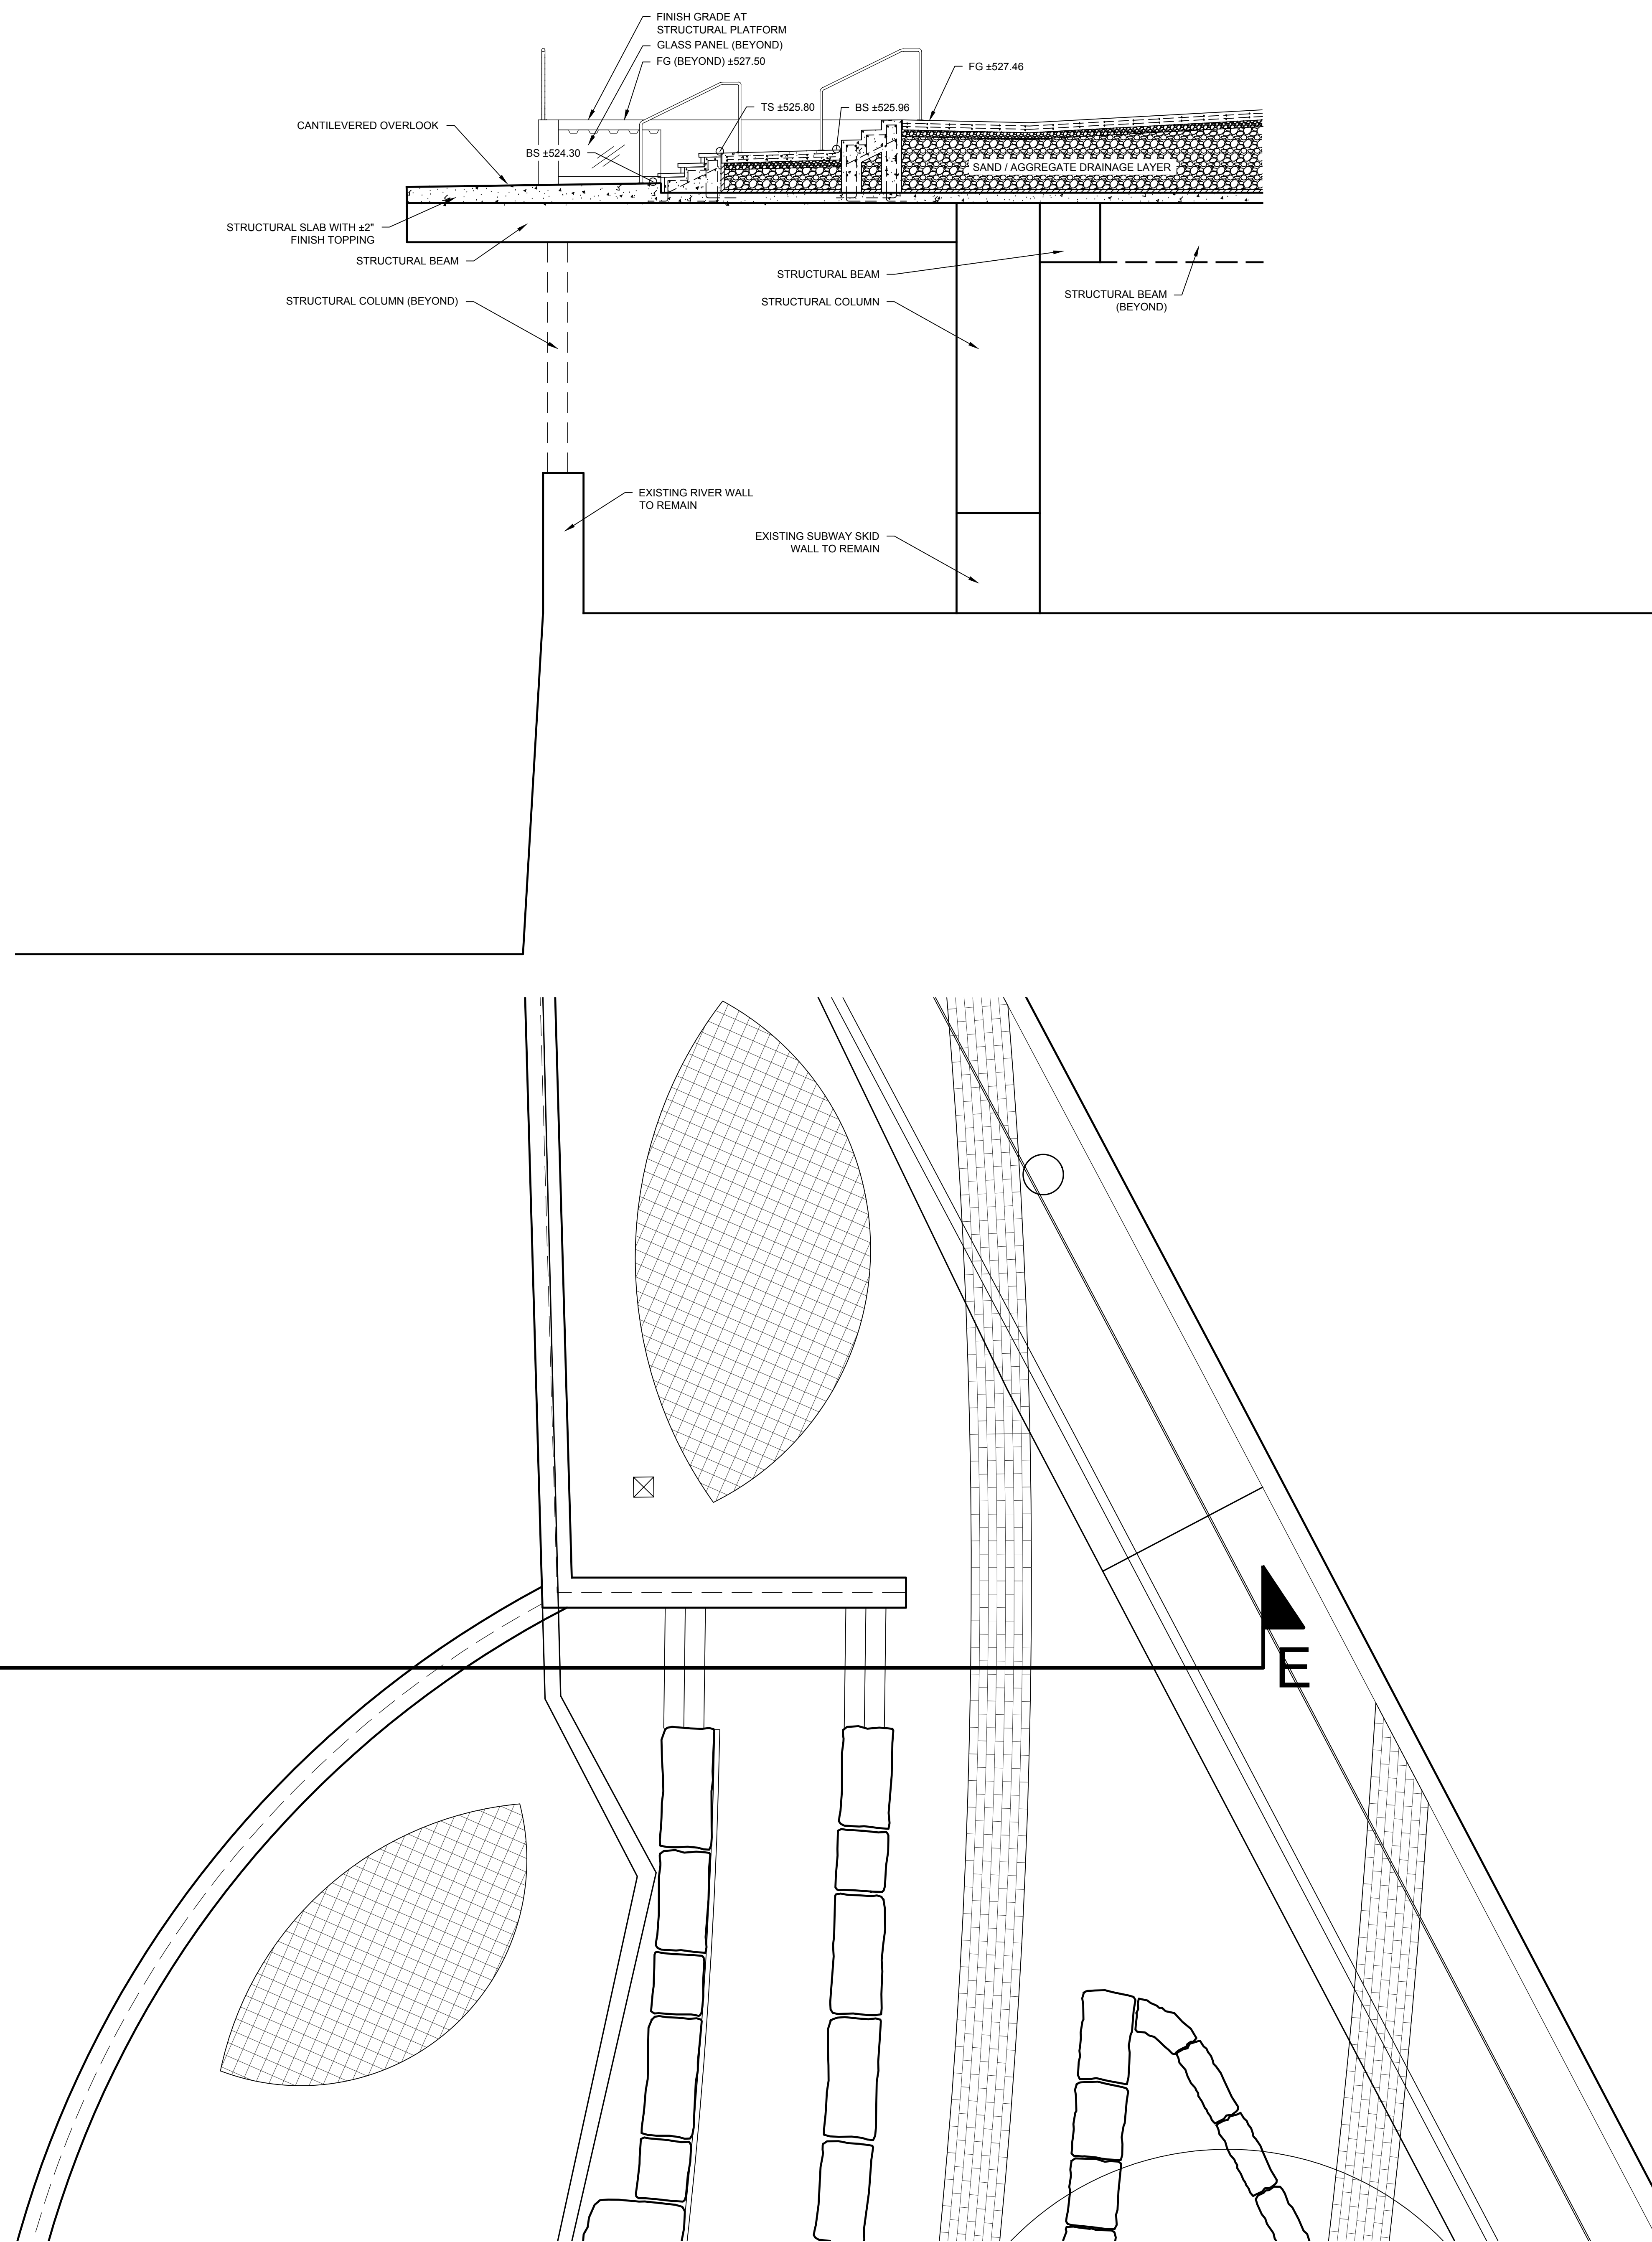 FINISH GRADE AT
STRUCTURAL PLATFORM
GLASS PANEL (BEYOND)
FG (BEYOND) ±527.50
FG ±527.46
TS ±525.80
BS ±525.96
CANTILEVERED OVERLOOK
BS ±524.30
SAND / AGGREGATE DRAINAGE LAYER
STRUCTURAL SLAB WITH ±2"
FINISH TOPPING
STRUCTURAL BEAM
STRUCTURAL BEAM
STRUCTURAL COLUMN (BEYOND)
STRUCTURAL COLUMN
STRUCTURAL BEAM
(BEYOND)
EXISTING RIVER WALL
TO REMAIN
EXISTING SUBWAY SKID
WALL TO REMAIN
E